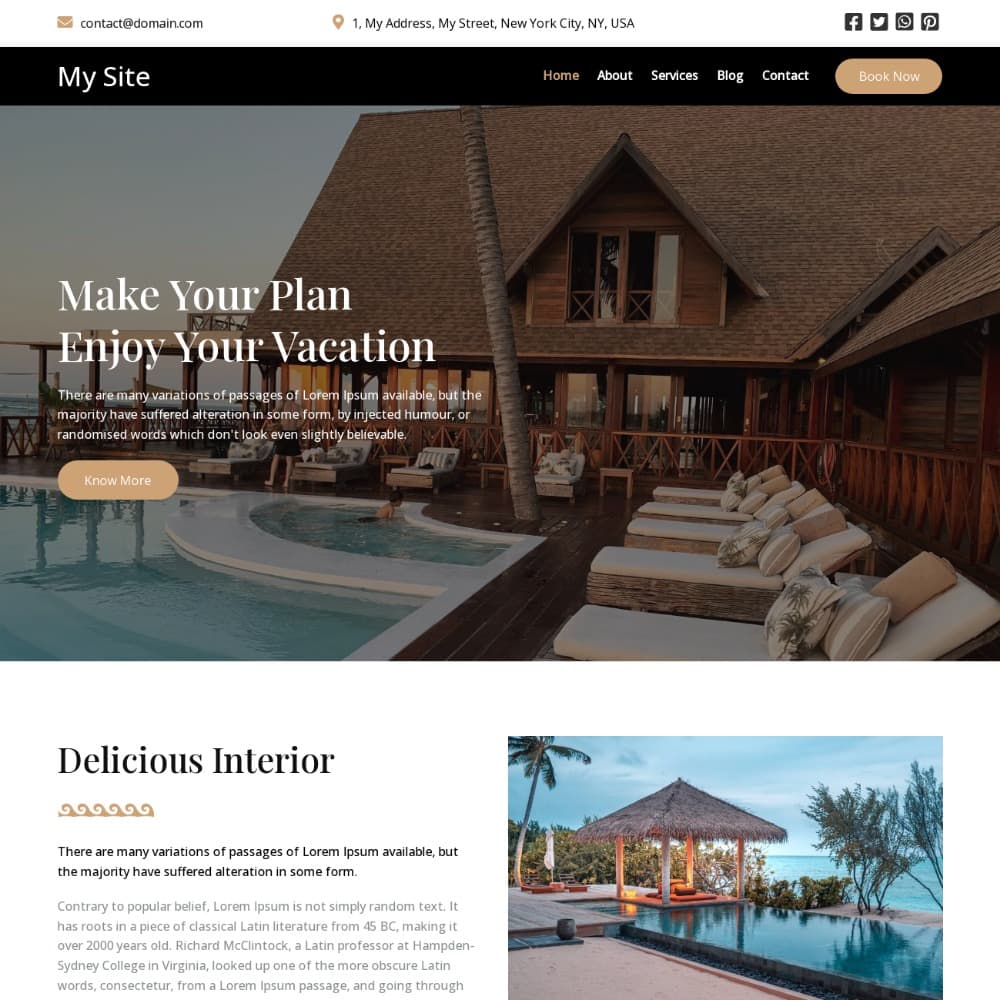 contact@domain.com
1, My Address, My Street, New York City, NY, USA
My Site
Home About Services Blog Contact Book Now
Make Your Plan
Enjoy Your Vacation
There are many variations of passages of Lorem Ipsum available, but the
majority have suffered alteration in some form, by injected humour, or
randomised words which don't look even slightly believable.
Know More
Delicious Interior
There are many variations of passages of Lorem Ipsum available, but
the majority have suffered alteration in some form.
Contrary to popular belief, Lorem Ipsum is not simply random text. It
has roots in a piece of classical Latin literature from 45 BC, making it
over 2000 years old. Richard McClintock, a Latin professor at Hampden-
Sydney College in Virginia, looked up one of the more obscure Latin
words, consectetur, from a Lorem Ipsum passage, and going through